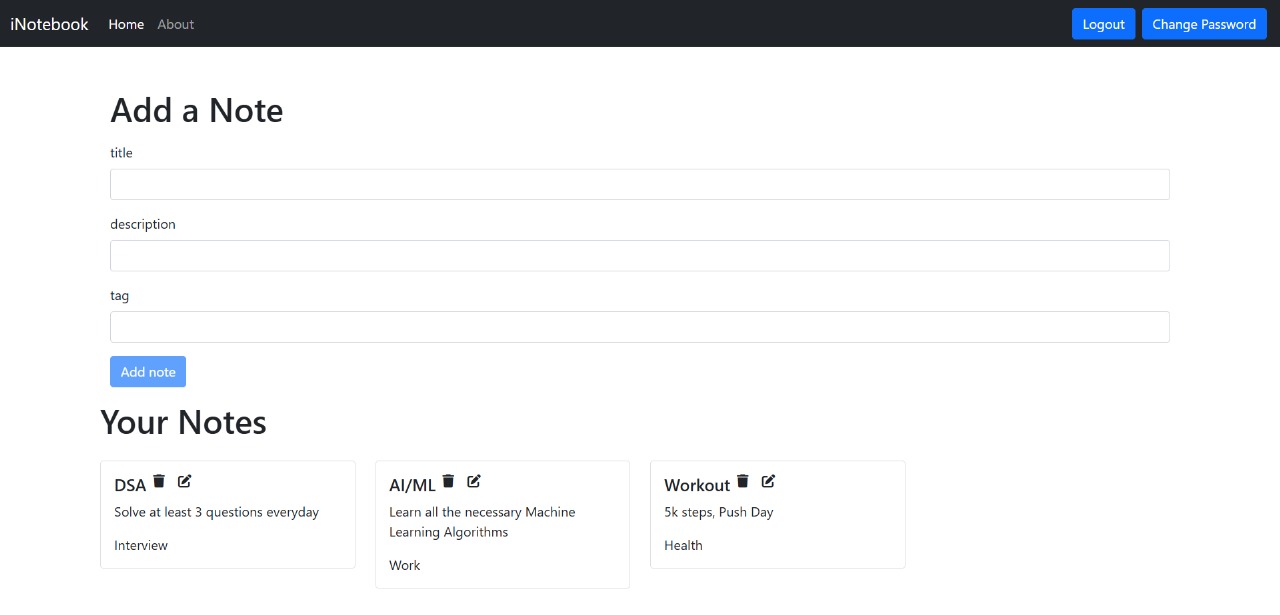 iNotebook Home About Logout Change Password
Add a Note
title
description
tag
Add note
Your Notes
DSA
Solve at least 3 questions everyday
Interview
AI/ML
Learn all the necessary Machine
Learning Algorithms
Work
Workout
5k steps, Push Day
Health